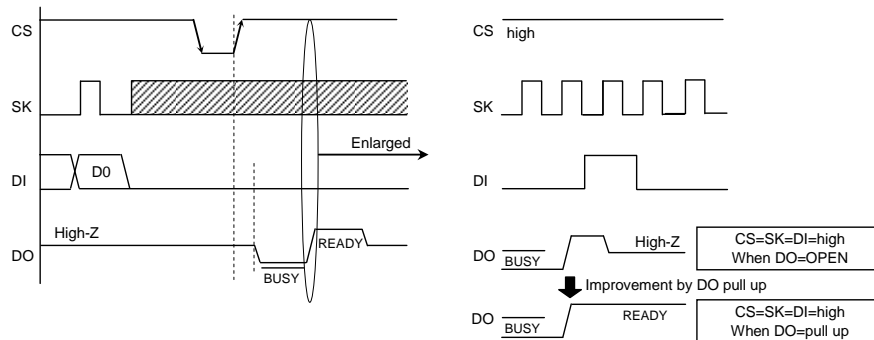 CS
SK
DI
D0
DO
High-Z
BUSY
READY
Enlarged
CS
high
SK
DI
DO
BUSY
High-Z
CS=SK=DI=high
When DO=OPEN
Improvement by DO pull up
DO
BUSY
READY
CS=SK=DI=high
When DO=pull up